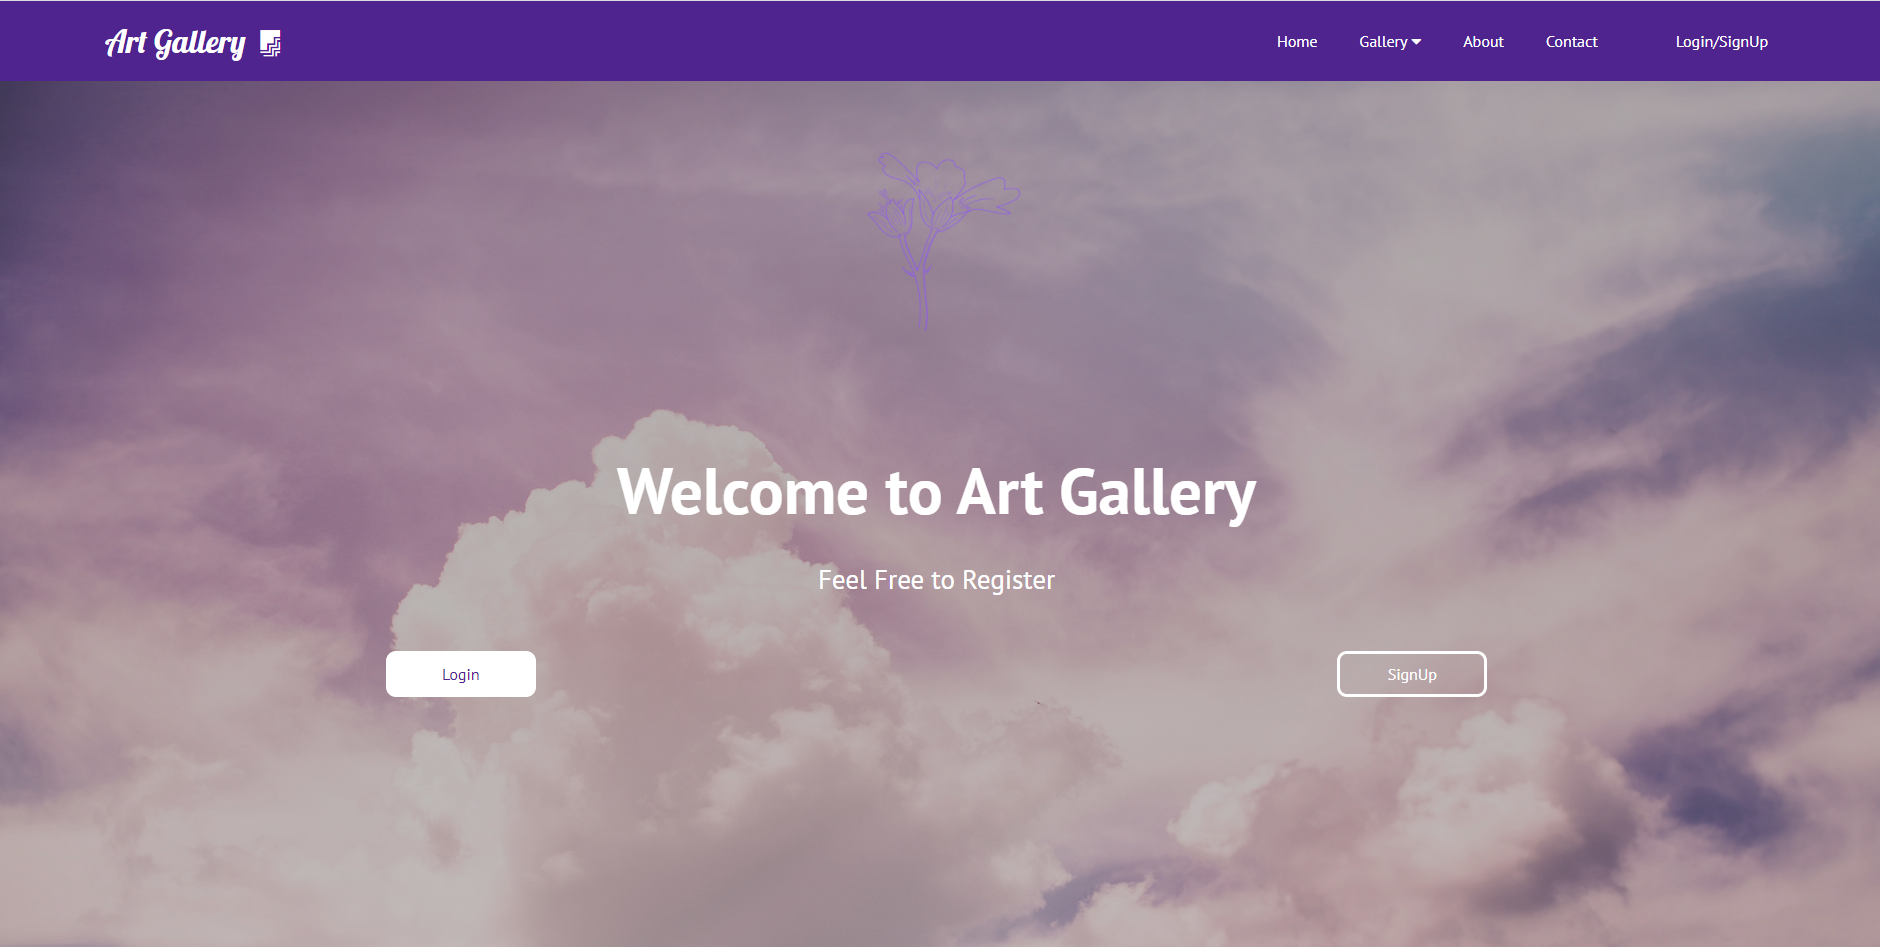 Art Gallery
Home Gallery About Contact Login/SignUp
Welcome to Art Gallery
Feel Free to Register
Login
SignUp